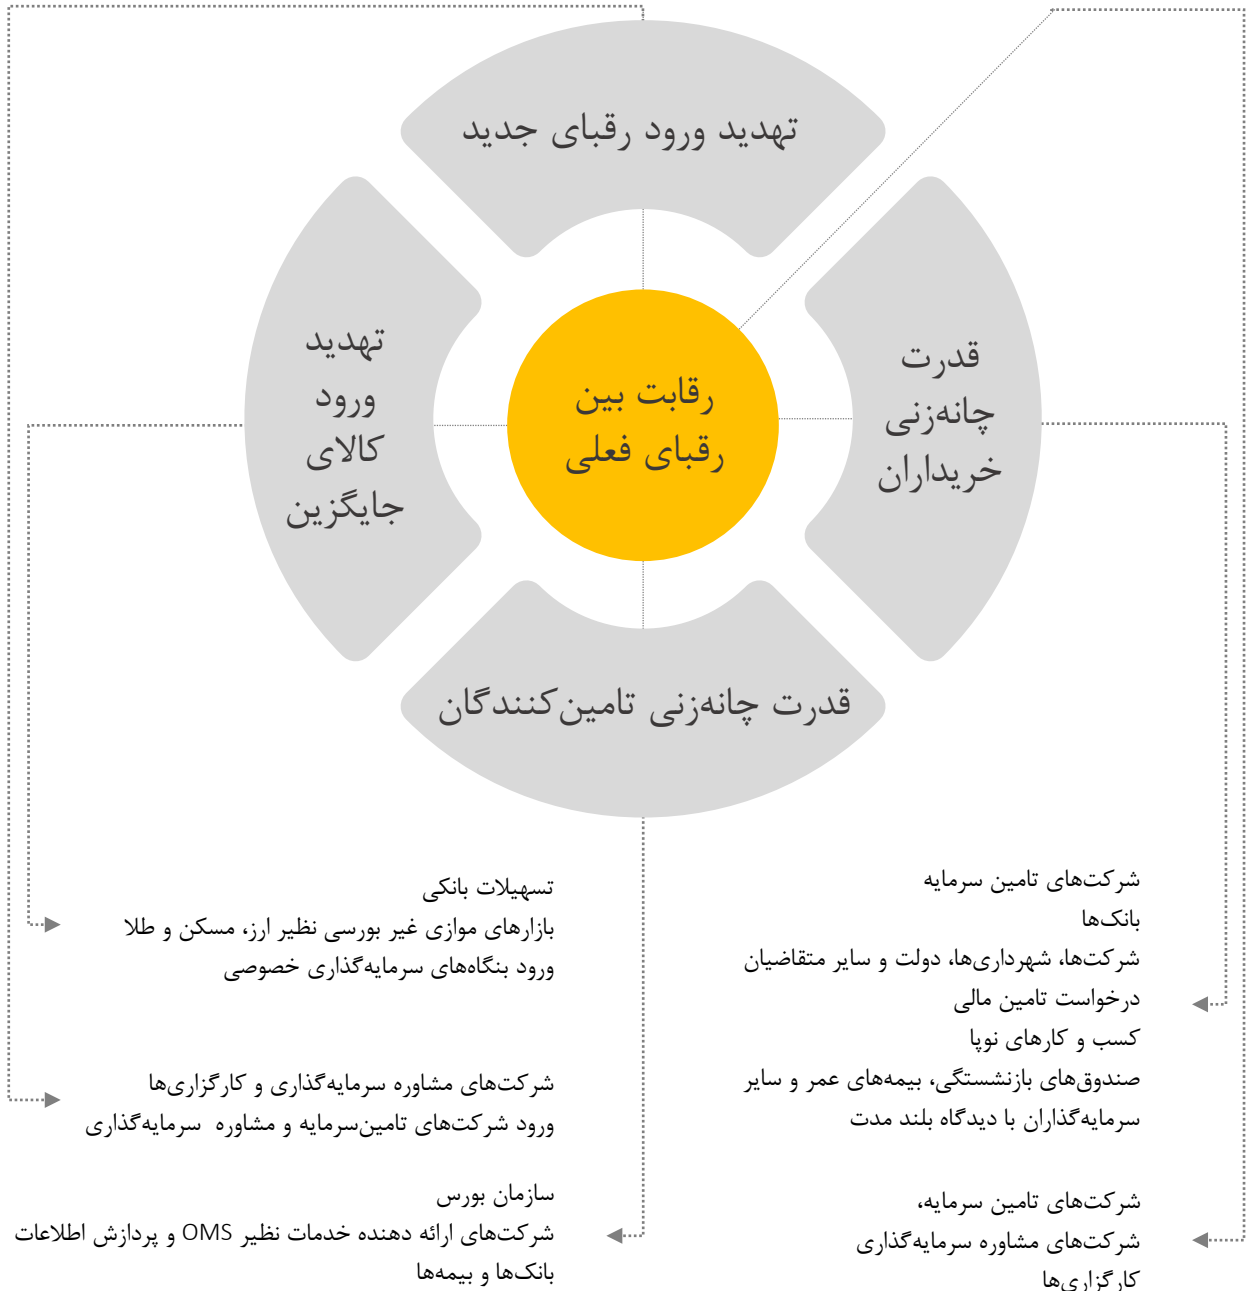 تهدید ورود رقبای جدید
قدرت
چانه‌زنی
خریداران
رقابت بین
رقبای فعلی
تهدید
ورود
کالای
جایگزین
قدرت چانه‌زنی تامین‌کنندگان
شرکت‌های تامین سرمایه
بانک‌ها
شرکت‌ها، شهرداری‌ها، دولت و سایر متقاضیان
درخواست تامین مالی
کسب و کارهای نوپا
صندوق‌های بازنشستگی، بیمه‌های عمر و سایر
سرمایه‌گذاران با دیدگاه بلند مدت
شرکت‌های تامین سرمایه،
شرکت‌های مشاوره سرمایه‌گذاری
کارگزاری‌ها
تسهیلات بانکی
بازارهای موازی غیر بورسی نظیر ارز، مسکن و طلا
ورود بنگاه‌های سرمایه‌گذاری خصوصی
شرکت‌های مشاوره سرمایه‌گذاری و کارگزاری‌ها
ورود شرکت‌های تامین‌سرمایه و مشاوره سرمایه‌گذاری
سازمان بورس
شرکت‌های ارائه دهنده خدمات نظیر OMS و پردازش اطلاعات
بانک‌ها و بیمه‌ها